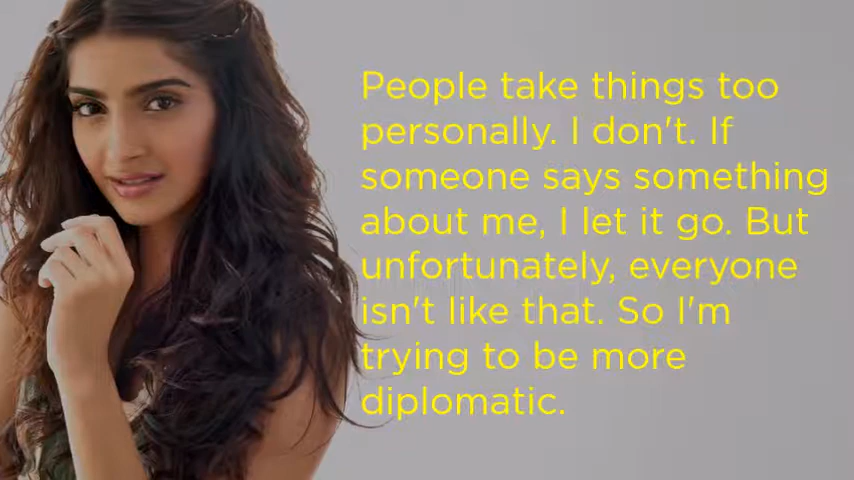 People take things too
personally. I don't. If
someone says something
about me, I let it go. But
unfortunately, everyone
isn't like that. So I'm
trying to be more
diplomatic.